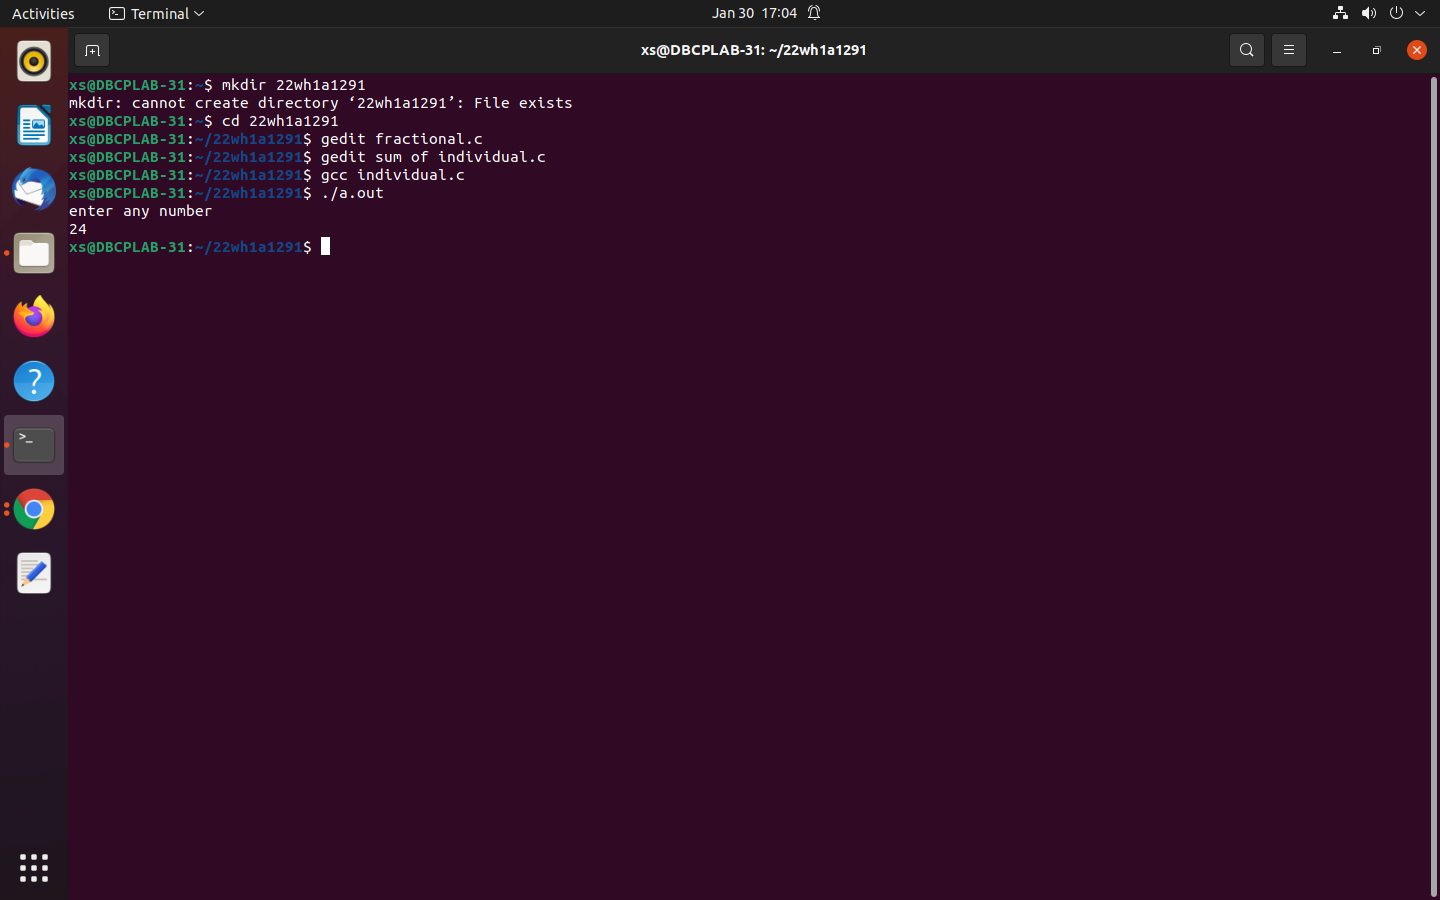 Activities
Terminal
Jan 30 17:04
xs@DBCPLAB-31: ~/22wh1a1291
xs@DBCPLAB-31:~$ mkdir 22wh1a1291
mkdir: cannot create directory ‘22wh1a1291’: File exists
xs@DBCPLAB-31:~$ cd 22wh1a1291
xs@DBCPLAB-31:~/22wh1a1291$ gedit fractional.c
xs@DBCPLAB-31:~/22wh1a1291$ gedit sum of individual.c
xs@DBCPLAB-31:~/22wh1a1291$ gcc individual.c
xs@DBCPLAB-31:~/22wh1a1291$ ./a.out
enter any number
24
xs@DBCPLAB-31:~/22wh1a1291$